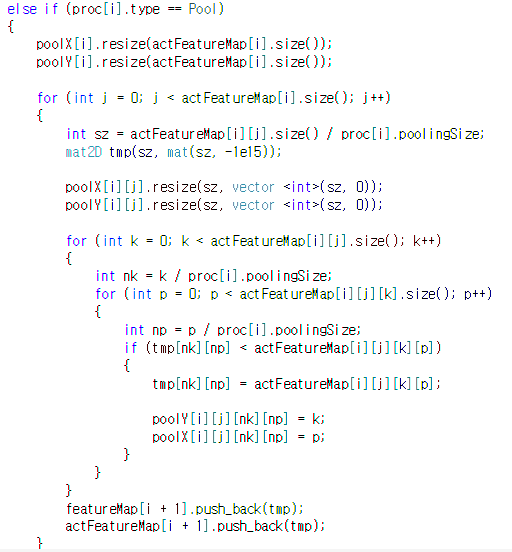 else if (proc[i].type == Pool)
{
poolX[i].resize(actFeatureMap[i].size());
poolY[i].resize(actFeatureMap[i].size());
for (int j = 0; j < actFeatureMap[i].size(); j++)
{
int sz = actFeatureMap[i][j].size() / proc[i].poolingSize;
mat2D tmp(sz, mat(sz, -1e15));
poolX[i][j].resize(sz, vector <int>(sz, 0));
poolY[i][j].resize(sz, vector <int>(sz, 0));
for (int k = 0; k < actFeatureMap[i][j].size(); k++)
{
int nk = k / proc[i].poolingSize;
for (int p = 0; p < actFeatureMap[i][j][k].size(); p++)
{
int np = p / proc[i].poolingSize;
if (tmp[nk][np] < actFeatureMap[i][j][k][p])
{
tmp[nk][np] = actFeatureMap[i][j][k][p];
poolY[i][j][nk][np] = k;
poolX[i][j][nk][np] = p;
}
}
}
featureMap[i + 1].push_back(tmp);
actFeatureMap[i + 1].push_back(tmp);
}